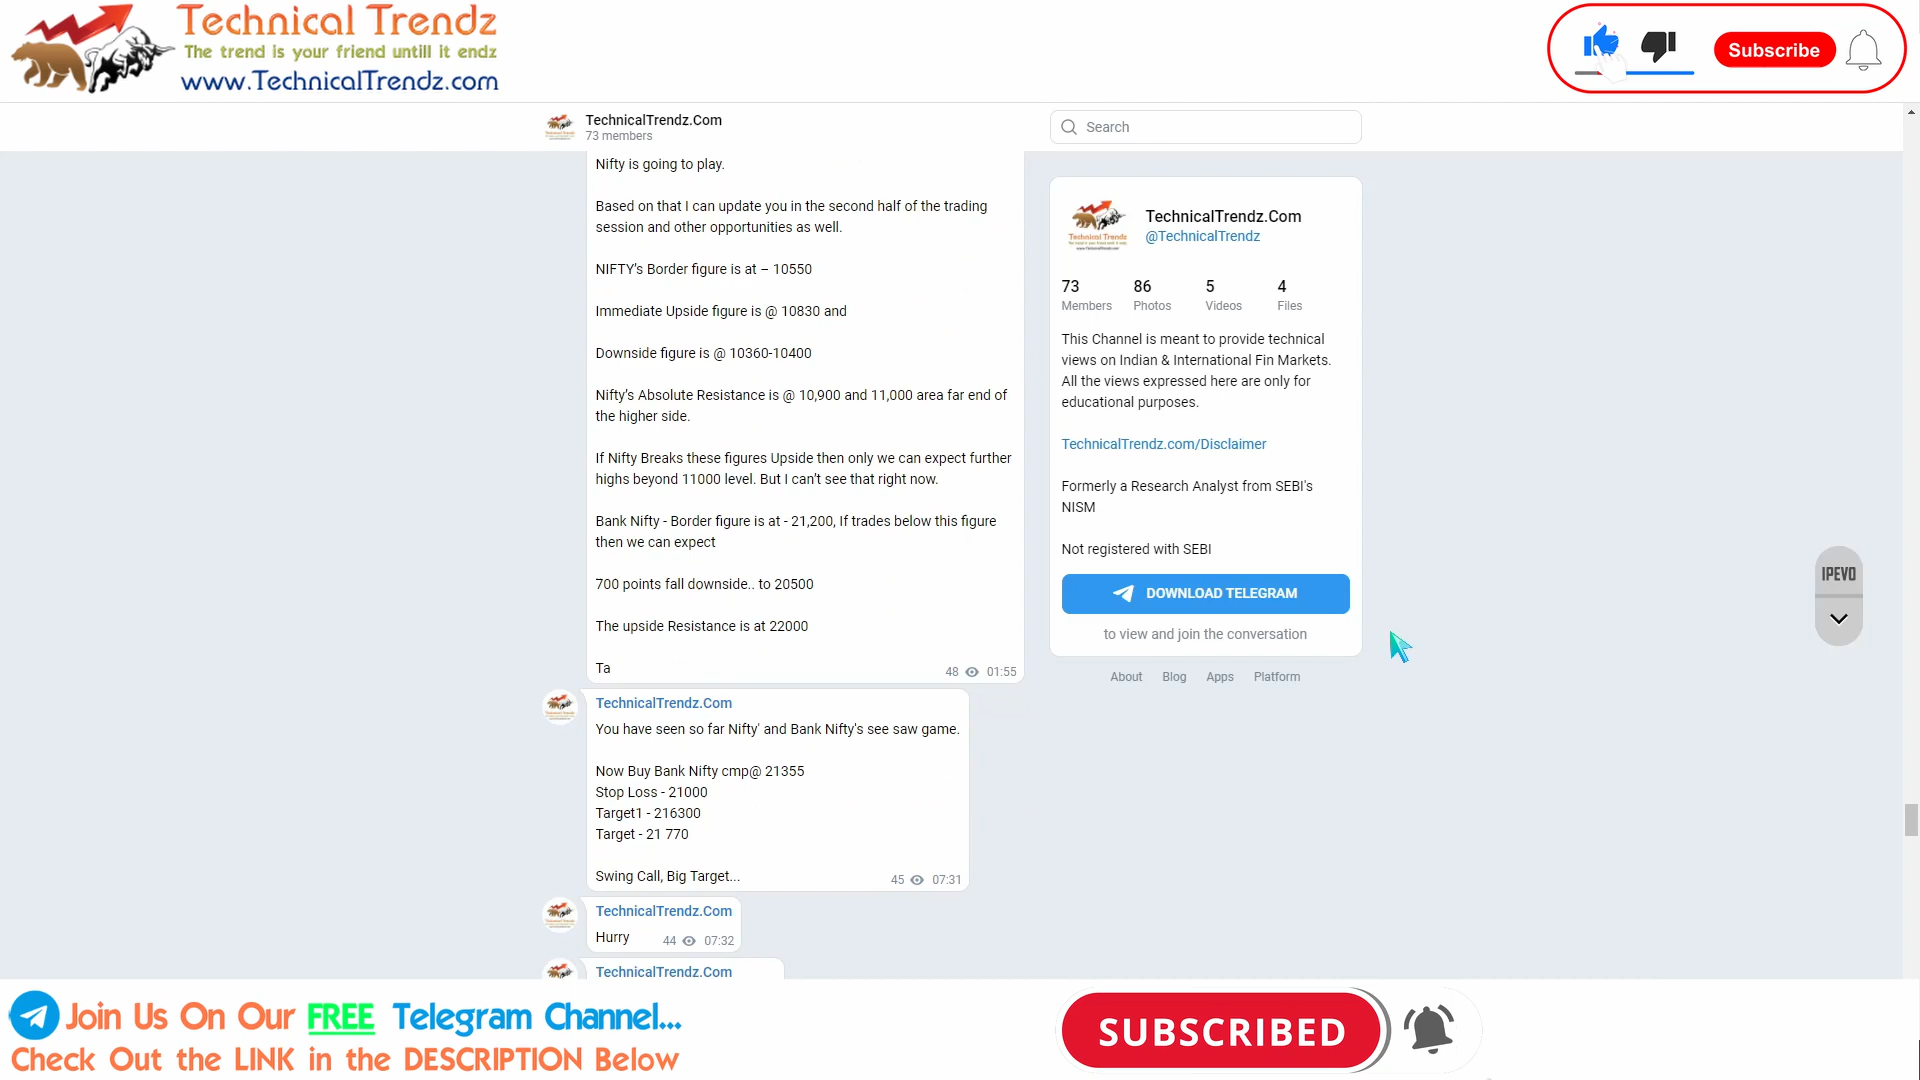 Technical Trendz
The trend is your friend untill it endz
www.TechnicalTrendz.com
Subscribe
TechnicalTrendz.Com
73 members
Search
Nifty is going to play.
Based on that I can update you in the second half of the trading
session and other opportunities as well.
NIFTY's Border figure is at – 10550
Immediate Upside figure is @ 10830 and
Downside figure is @ 10360-10400
Nifty's Absolute Resistance is @ 10,900 and 11,000 area far end of
the higher side.
If Nifty Breaks these figures Upside then only we can expect further
highs beyond 11000 level. But I can't see that right now.
Bank Nifty - Border figure is at - 21,200, If trades below this figure
then we can expect
700 points fall downside.. to 20500
The upside Resistance is at 22000
Ta
48 01:55
TechnicalTrendz.Com
You have seen so far Nifty' and Bank Nifty's see saw game.
Now Buy Bank Nifty cmp@ 21355
Stop Loss - 21000
Target1 - 216300
Target - 21 770
Swing Call, Big Target...
45 07:31
TechnicalTrendz.Com
Hurry
44 07:32
TechnicalTrendz.Com
Technical Trendz
TechnicalTrendz.Com
@TechnicalTrendz
73 86 5 4
Members Photos Videos Files
This Channel is meant to provide technical
views on Indian & International Fin Markets.
All the views expressed here are only for
educational purposes.
TechnicalTrendz.com/Disclaimer
Formerly a Research Analyst from SEBI's
NISM
Not registered with SEBI
DOWNLOAD TELEGRAM
to view and join the conversation
About Blog Apps Platform
IPEVO
Join Us On Our FREE Telegram Channel...
Check Out the LINK in the DESCRIPTION Below
SUBSCRIBED